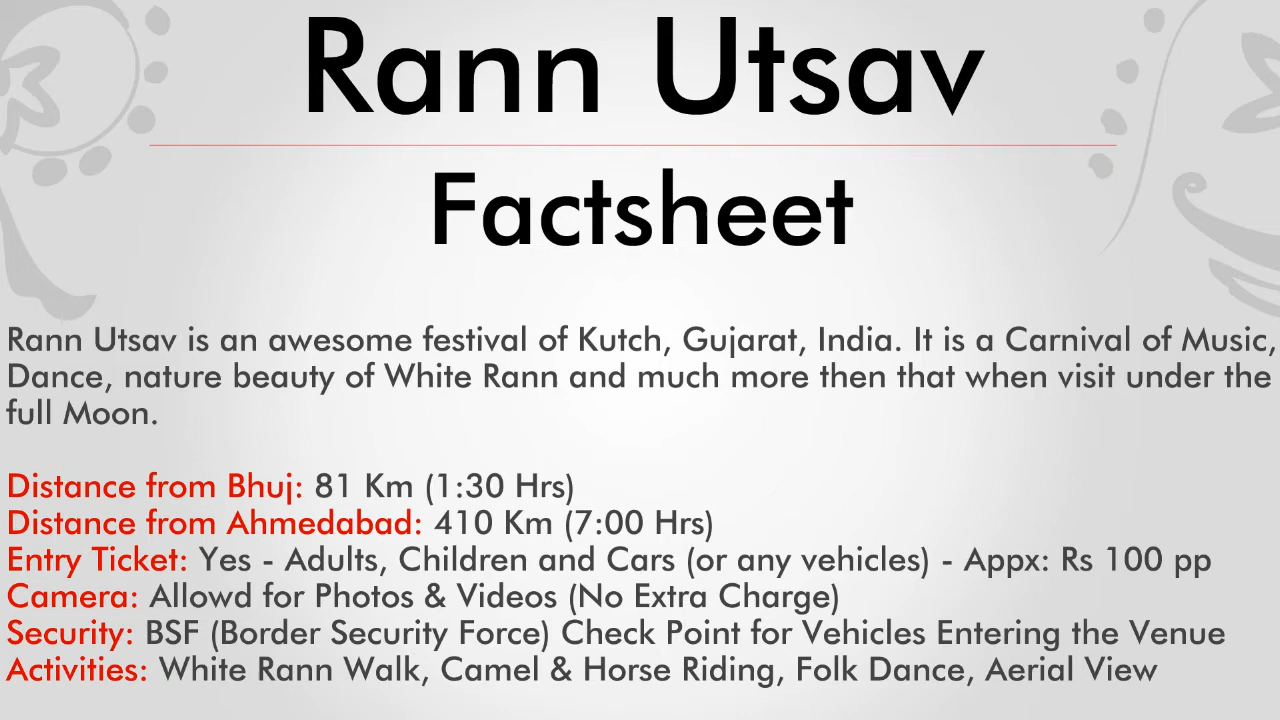 Rann Utsav
Factsheet
Rann Utsav is an awesome festival of Kutch, Gujarat, India. It is a Carnival of Music,
Dance, nature beauty of White Rann and much more then that when visit under the
full Moon.
Distance from Bhuj: 81 Km (1:30 Hrs)
Distance from Ahmedabad: 410 Km (7:00 Hrs)
Entry Ticket: Yes - Adults, Children and Cars (or any vehicles) - Appx: Rs 100 pp
Camera: Allowd for Photos & Videos (No Extra Charge)
Security: BSF (Border Security Force) Check Point for Vehicles Entering the Venue
Activities: White Rann Walk, Camel & Horse Riding, Folk Dance, Aerial View